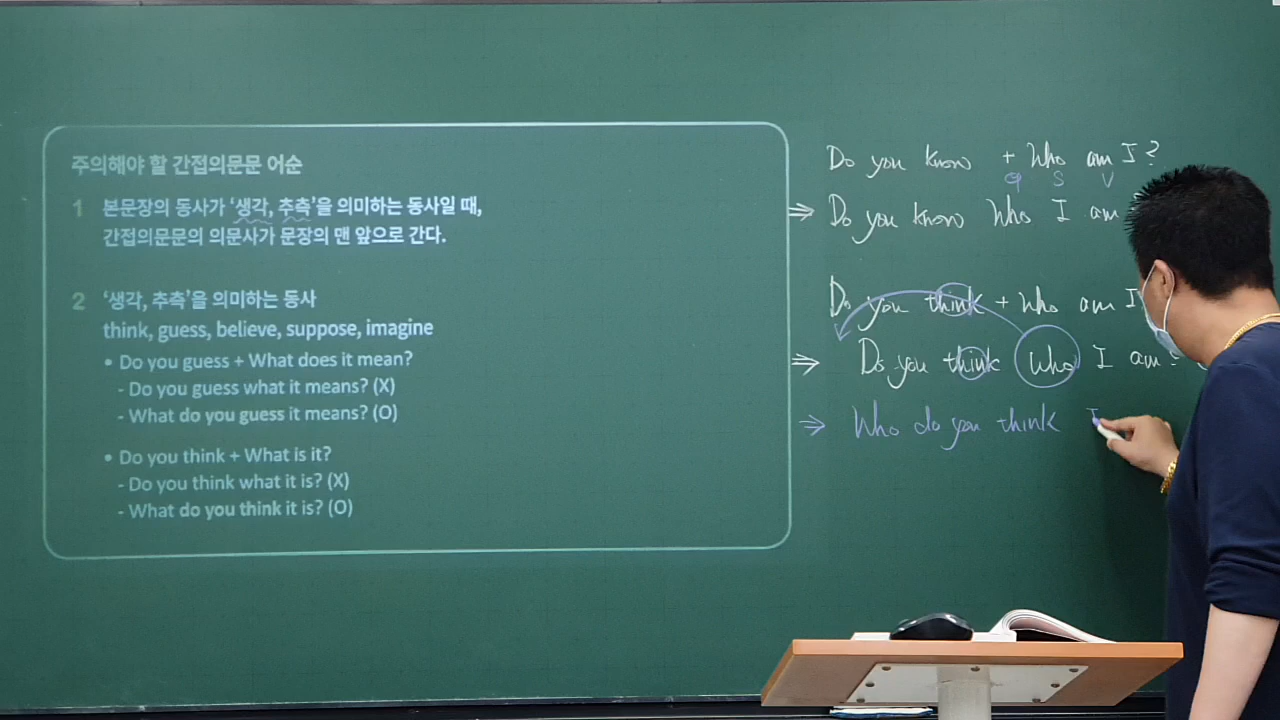 주의해야 할 간접의문문 어순
1 본문장의 동사가 ‘생각, 추측’을 의미하는 동사일 때,
간접의문문의 의문사가 문장의 맨 앞으로 간다.
2 ‘생각, 추측’을 의미하는 동사
think, guess, believe, suppose, imagine
• Do you guess + What does it mean?
- Do you guess what it means? (X)
- What do you guess it means? (O)
• Do you think + What is it?
- Do you think what it is? (X)
- What do you think it is? (O)
Do you know + Who am I?
S V
⇒ Do you know Who I am
Do you think + Who am I
⇒ Do you think Who I am?
⇒ Who do you think I